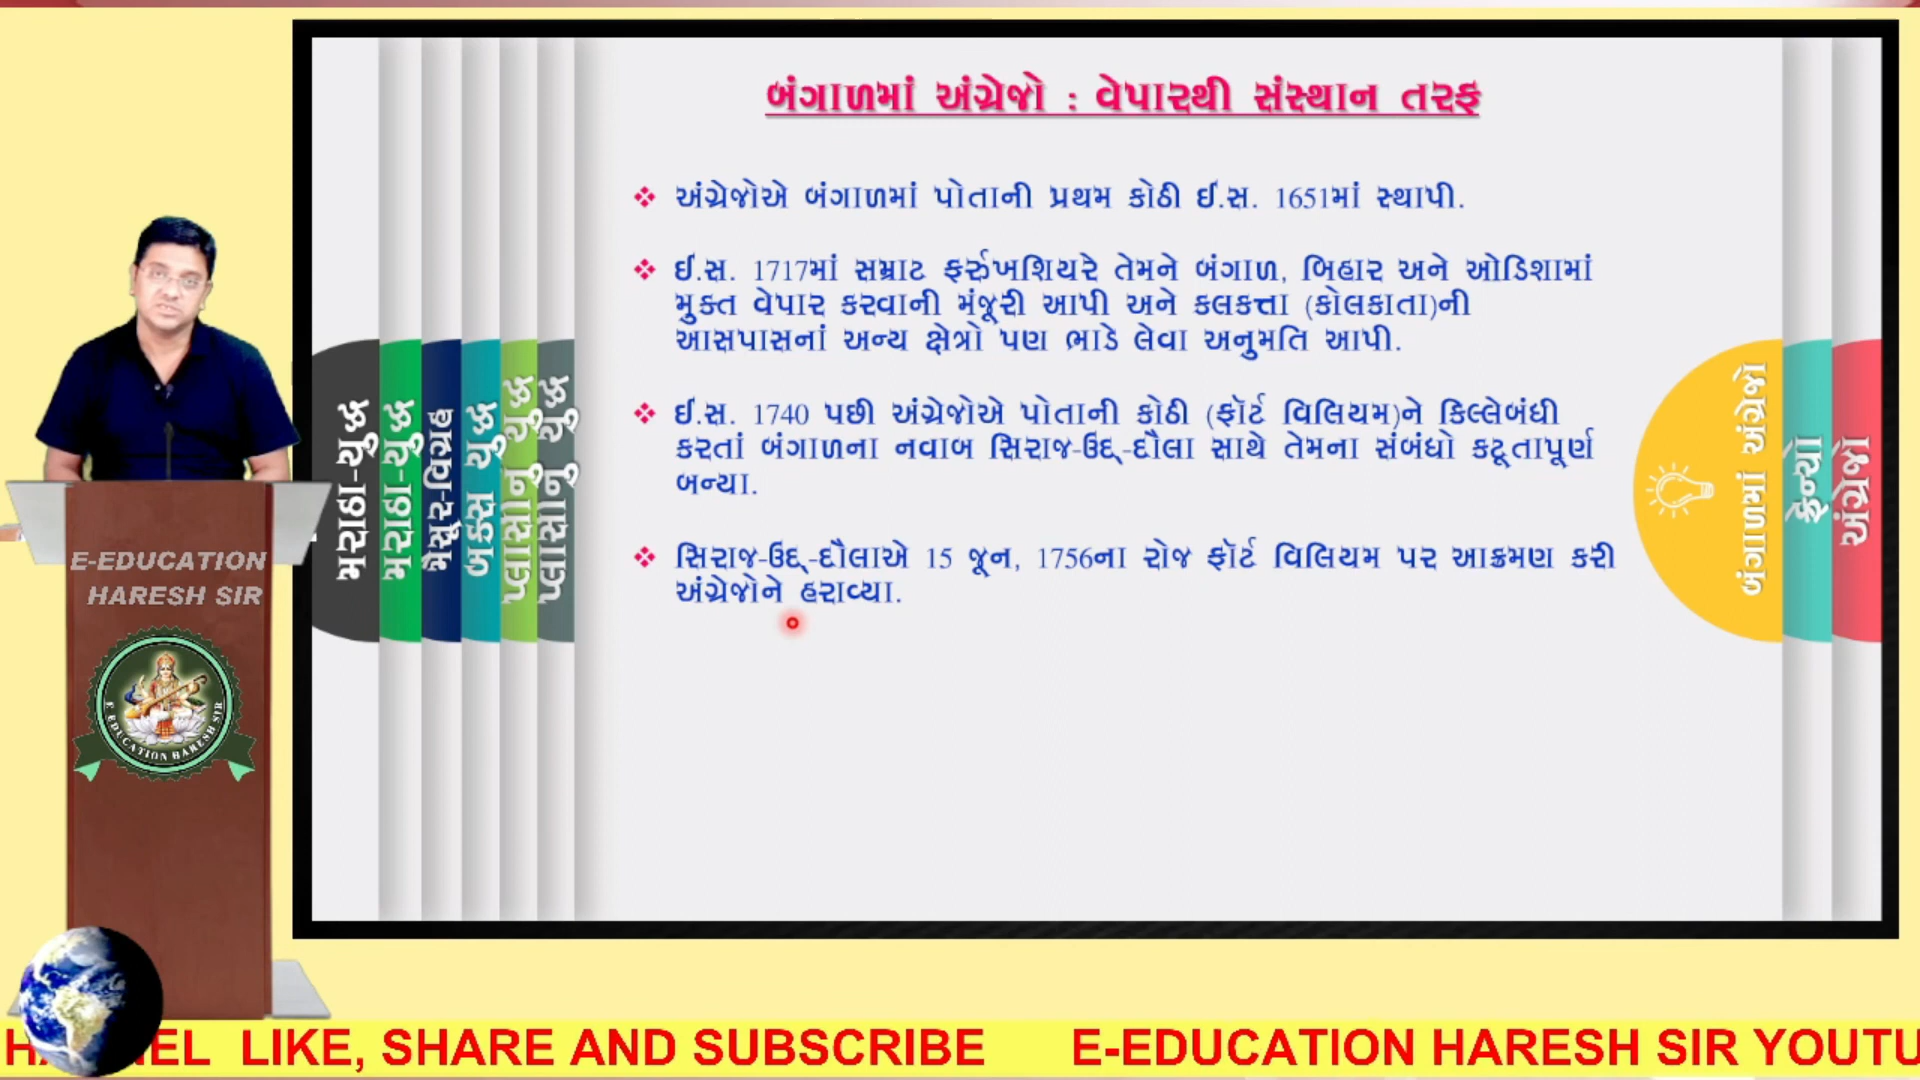 બંગાળમાં અંગ્રેજો : વેપારથી સંસ્થાન તરફ
❖ અંગ્રેજોએ બંગાળમાં પોતાની પ્રથમ કોઠી ઈ.સ. 1651માં સ્થાપી.
❖ ઈ.સ. 1717માં સમ્રાટ ફર્રુખશિયરે તેમને બંગાળ, બિહાર અને ઓડિશામાં
મુક્ત વેપાર કરવાની મંજૂરી આપી અને કલકત્તા (કોલકાતા)ની
આસપાસનાં અન્ય ક્ષેત્રો પણ ભાડે લેવા અનુમતિ આપી.
❖ ઈ.સ. 1740 પછી અંગ્રેજોએ પોતાની કોઠી (ફૉર્ટ વિલિયમ)ને કિલ્લેબંધી
કરતાં બંગાળના નવાબ સિરાજ-ઉદ્-દૌલા સાથે તેમના સંબંધો કટૂતાપૂર્ણ
બન્યા.
❖ સિરાજ-ઉદ્-દૌલાએ 15 જૂન, 1756ના રોજ ફૉર્ટ વિલિયમ પર આક્રમણ કરી
અંગ્રેજોને હરાવ્યા.
મરાઠા-યુદ્ધ
મરાઠા-યુદ્ધ
મૈસૂર-વિગ્રહ
બક્સર યુદ્ધ
પ્લાસીનું યુદ્ધ
પ્લાસીનું યુદ્ધ
બંગાળમાં અંગ્રેજો
ફ્રેન્ચો
અંગ્રેજો
E-EDUCATION
HARESH SIR
E EDUCATION HARESH SIR
LIKE, SHARE AND SUBSCRIBE E-EDUCATION HARESH SIR YOUTU